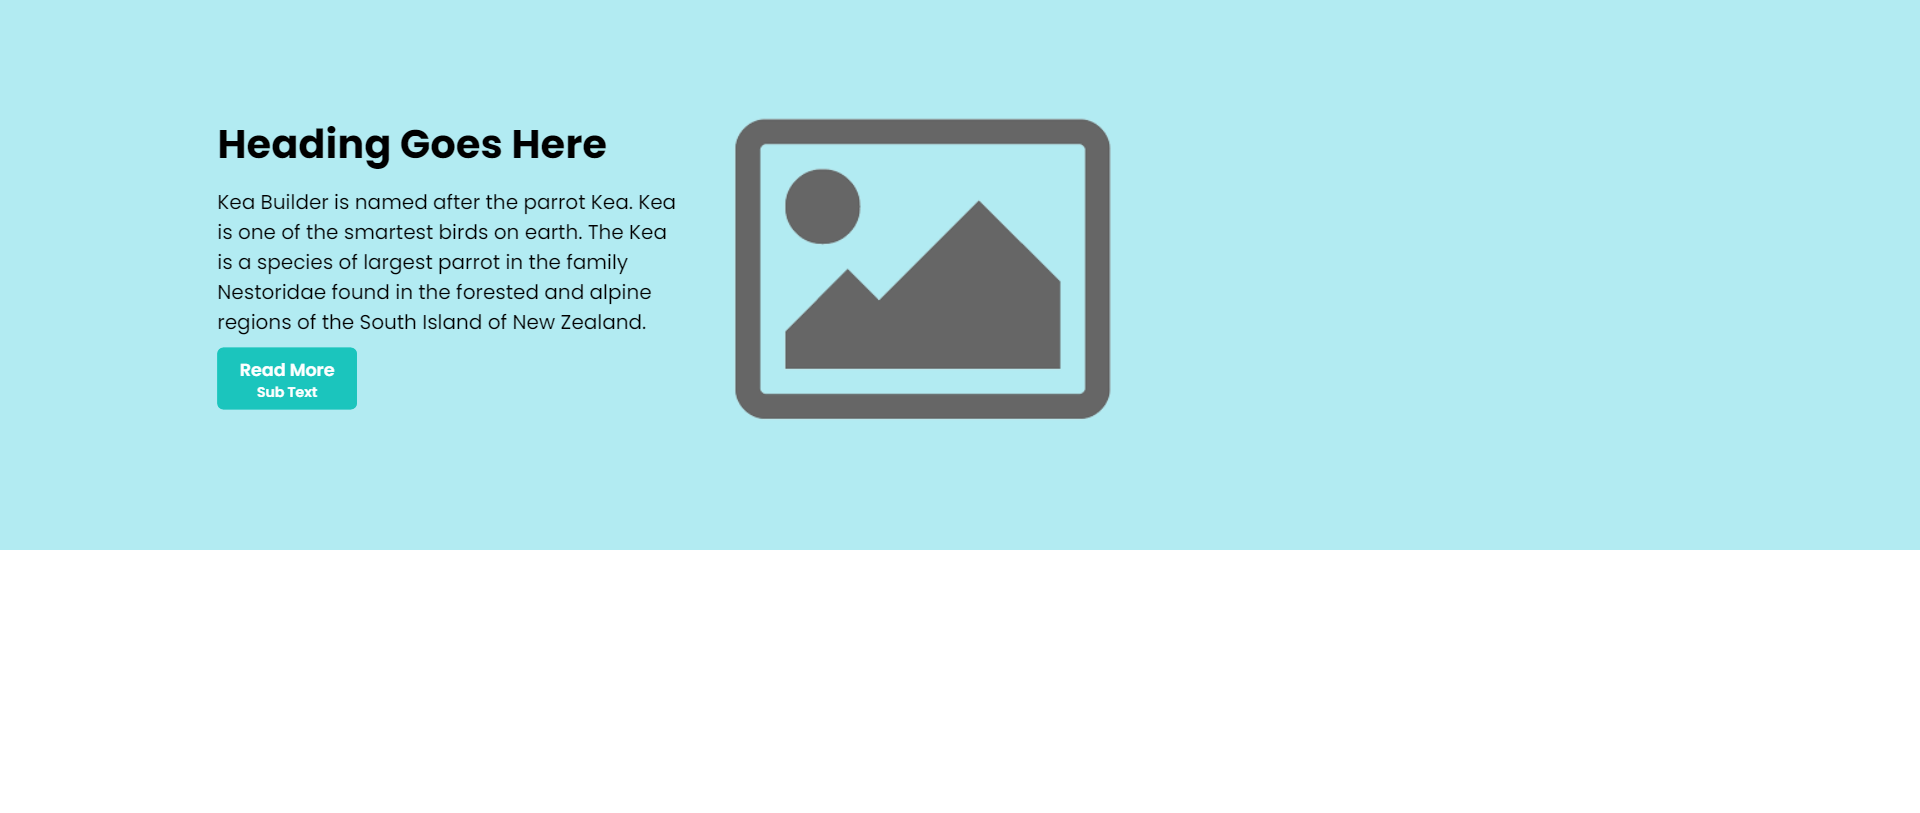 Heading Goes Here
Kea Builder is named after the parrot Kea. Kea
is one of the smartest birds on earth. The Kea
is a species of largest parrot in the family
Nestoridae found in the forested and alpine
regions of the South Island of New Zealand.
Read More
Sub Text